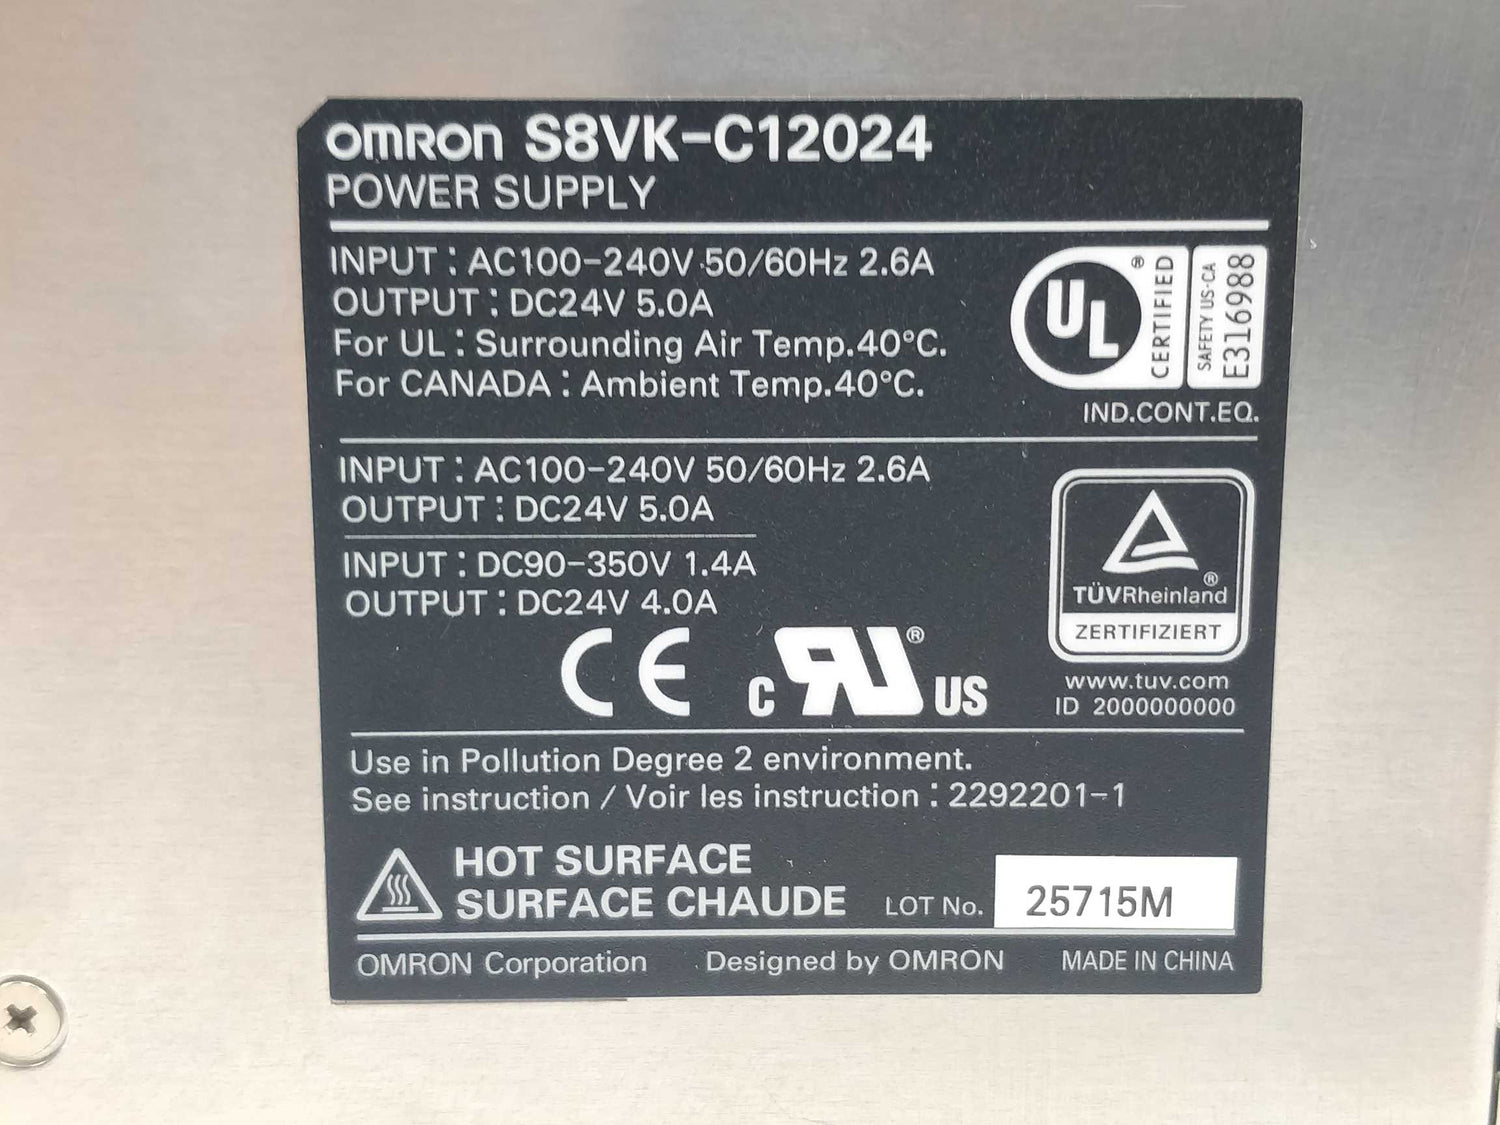 omron S8VK-C12024
POWER SUPPLY
INPUT : AC100-240V 50/60Hz 2.6A
OUTPUT : DC24V 5.0A
For UL : Surrounding Air Temp.40°C.
For CANADA : Ambient Temp.40°C.
UL ®
CERTIFIED
SAFETY US-CA
E316988
IND.CONT.EQ.
INPUT : AC100-240V 50/60Hz 2.6A
OUTPUT : DC24V 5.0A
INPUT : DC90-350V 1.4A
OUTPUT : DC24V 4.0A
CE c RU ® US
®
TÜVRheinland
ZERTIFIZIERT
www.tuv.com
ID 2000000000
Use in Pollution Degree 2 environment.
See instruction / Voir les instruction : 2292201-1
HOT SURFACE
SURFACE CHAUDE LOT No. 25715M
OMRON Corporation Designed by OMRON MADE IN CHINA